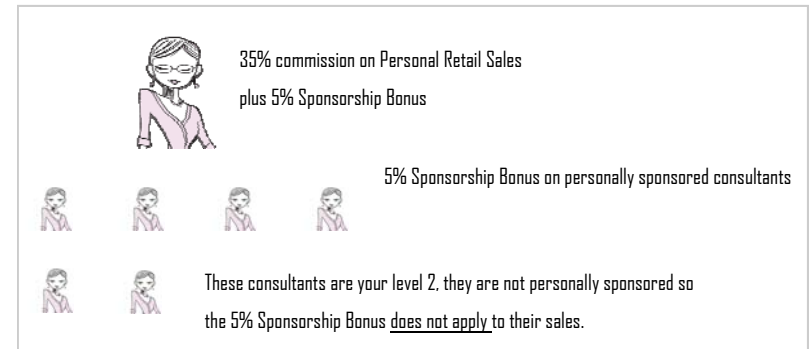 35% commission on Personal Retail Sales
plus 5% Sponsorship Bonus
5% Sponsorship Bonus on personally sponsored consultants
These consultants are your level 2, they are not personally sponsored so
the 5% Sponsorship Bonus does not apply to their sales.